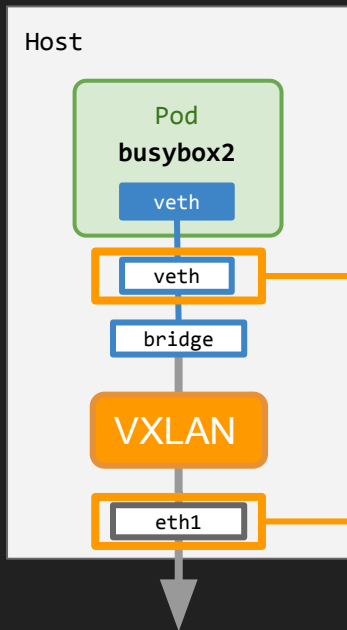 Host
Pod
busybox2
veth
veth
bridge
VXLAN
eth1